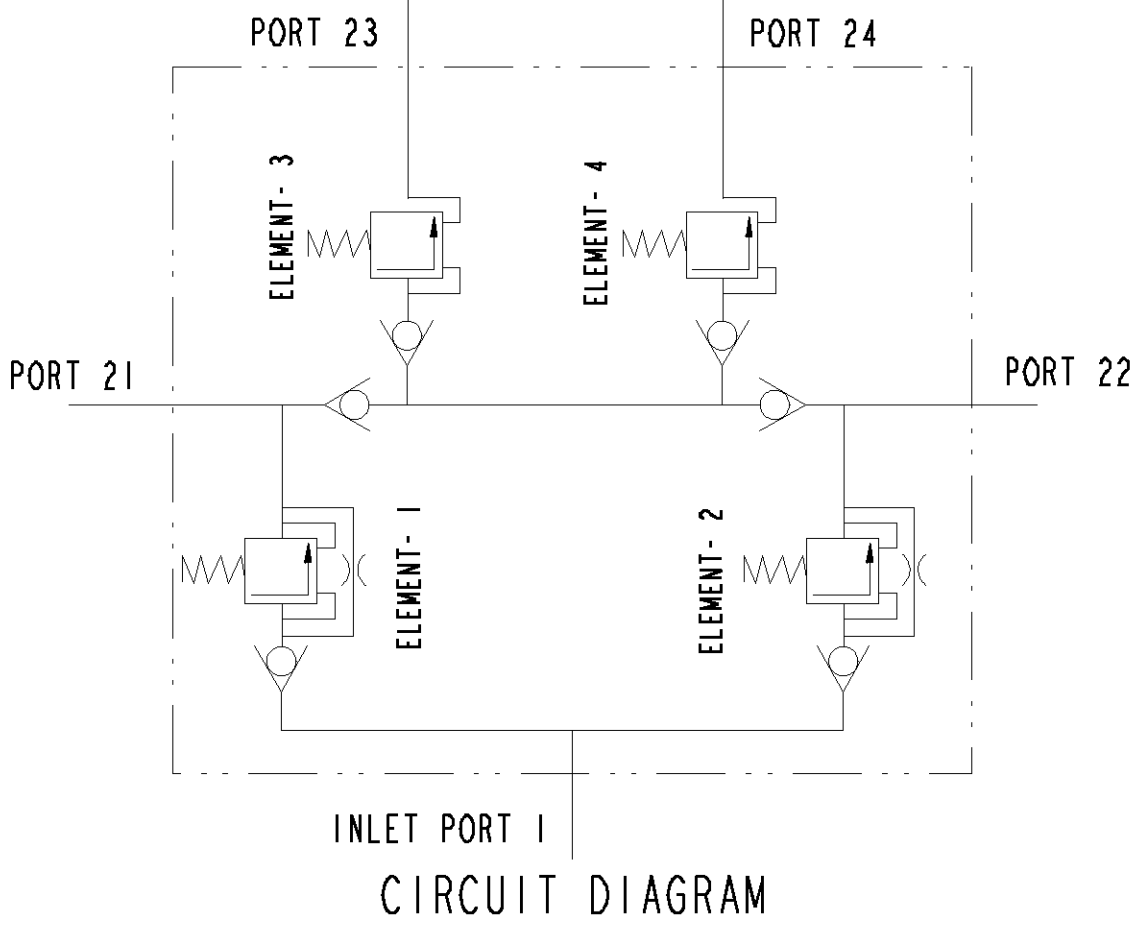 PORT 23
PORT 24
ELEMENT- 3
ELEMENT- 4
PORT 21
PORT 22
ELEMENT- 1
ELEMENT- 2
INLET PORT 1
CIRCUIT DIAGRAM